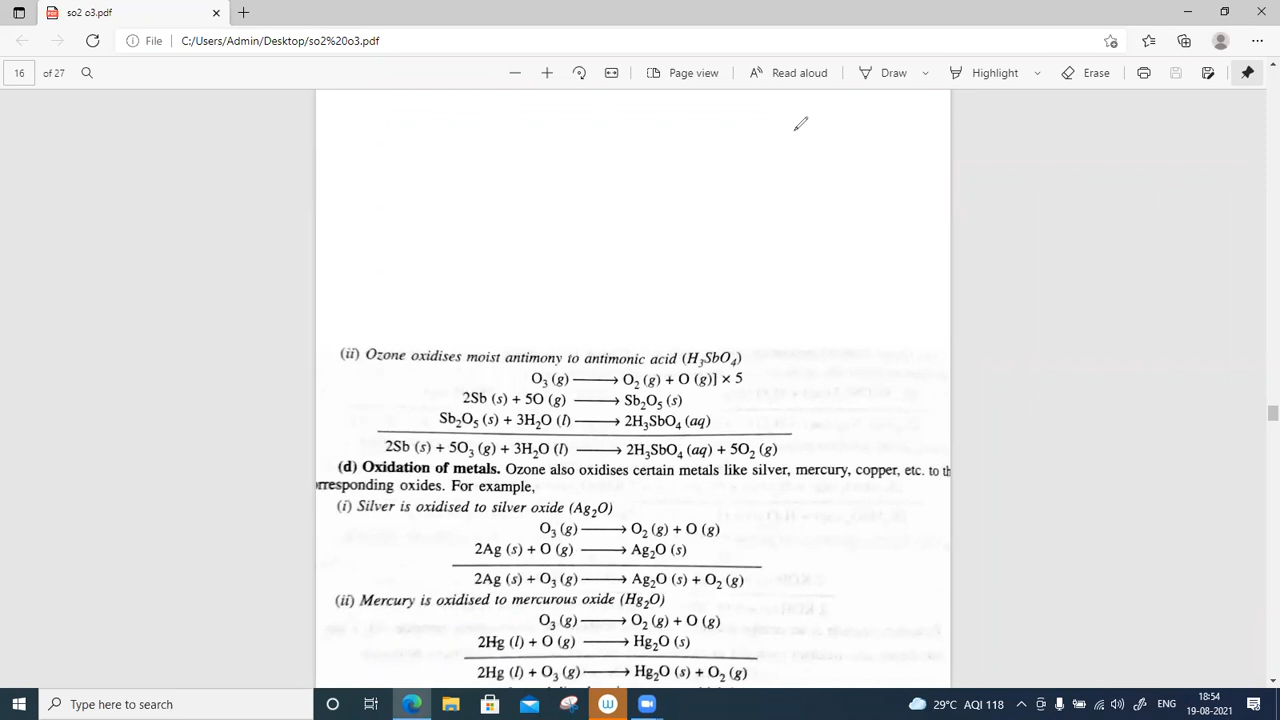 so2 o3.pdf
File
C:/Users/Admin/Desktop/so2%20o3.pdf
16 of 27
Page view
Read aloud
Draw
Highlight
Erase
(ii) Ozone oxidises moist antimony to antimonic acid (H₃SbO₄)
O₃ (g) ⟶ O₂ (g) + O (g)] × 5
2Sb (s) + 5O (g) ⟶ Sb₂O₅ (s)
Sb₂O₅ (s) + 3H₂O (l) ⟶ 2H₃SbO₄ (aq)
2Sb (s) + 5O₃ (g) + 3H₂O (l) ⟶ 2H₃SbO₄ (aq) + 5O₂ (g)
(d) Oxidation of metals. Ozone also oxidises certain metals like silver, mercury, copper, etc. to th
rresponding oxides. For example,
(i) Silver is oxidised to silver oxide (Ag₂O)
O₃ (g) ⟶ O₂ (g) + O (g)
2Ag (s) + O (g) ⟶ Ag₂O (s)
2Ag (s) + O₃ (g) ⟶ Ag₂O (s) + O₂ (g)
(ii) Mercury is oxidised to mercurous oxide (Hg₂O)
O₃ (g) ⟶ O₂ (g) + O (g)
2Hg (l) + O (g) ⟶ Hg₂O (s)
2Hg (l) + O₃ (g) ⟶ Hg₂O (s) + O₂ (g)
Type here to search
29°C AQI 118
ENG
18:54
19-08-2021